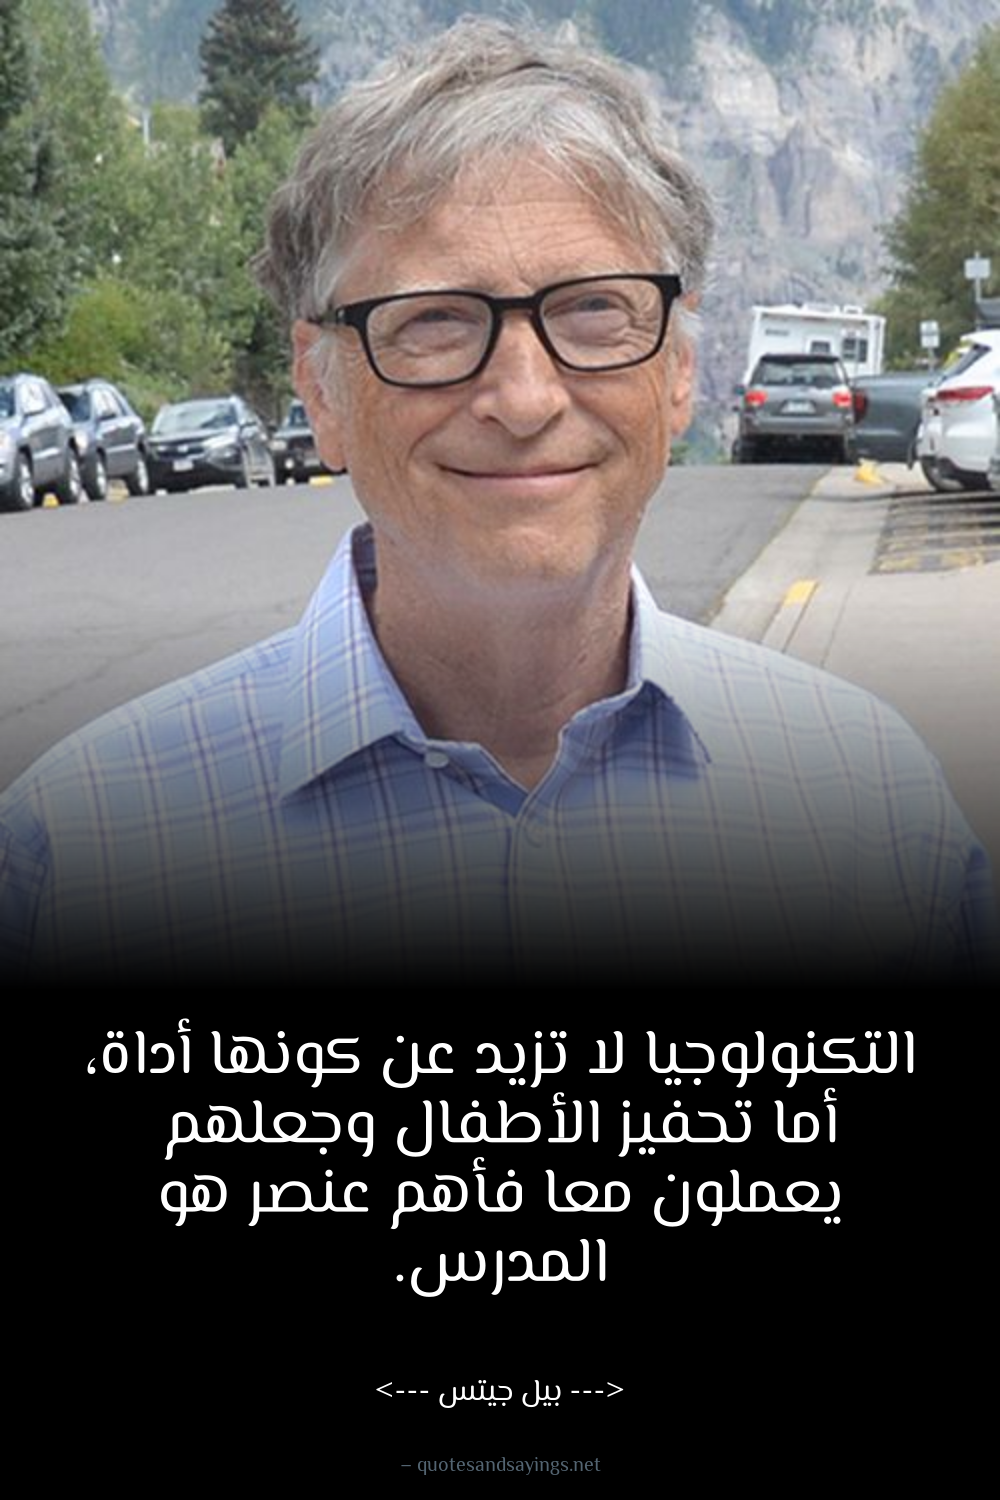 التكنولوجيا لا تزيد عن كونها أداة،
أما تحفيز الأطفال وجعلهم
يعملون معا فأهم عنصر هو
المدرس.
<--- بيل جيتس --->
– quotesandsayings.net